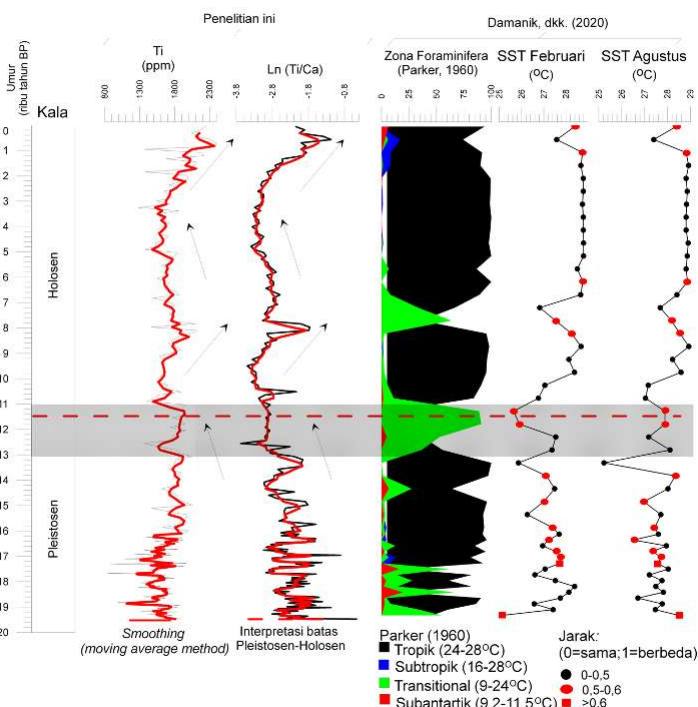 Penelitian ini
Damanik, dkk. (2020)
Umur
(ribu tahun BP)
Kala
Ti
(ppm)
Ln (Ti/Ca)
Zona Foraminifera
(Parker, 1960)
SST Februari
(°C)
SST Agustus
(°C)
800 1300 1800 2300
-3.8 -2.8 -1.8 -0.8
0 25 50 75 100
25 26 27 28
25 26 27 28 29
0
1
2
3
4
5
6
7
8
9
10
11
12
13
14
15
16
17
18
19
20
Holosen
Pleistosen
Smoothing
(moving average method)
Interpretasi batas
Pleistosen-Holosen
Parker (1960)
Tropik (24-28°C)
Subtropik (16-28°C)
Transitional (9-24°C)
Subantartik (9.2-11.5°C)
Jarak:
(0=sama;1=berbeda)
0-0,5
0,5-0,6
>0,6